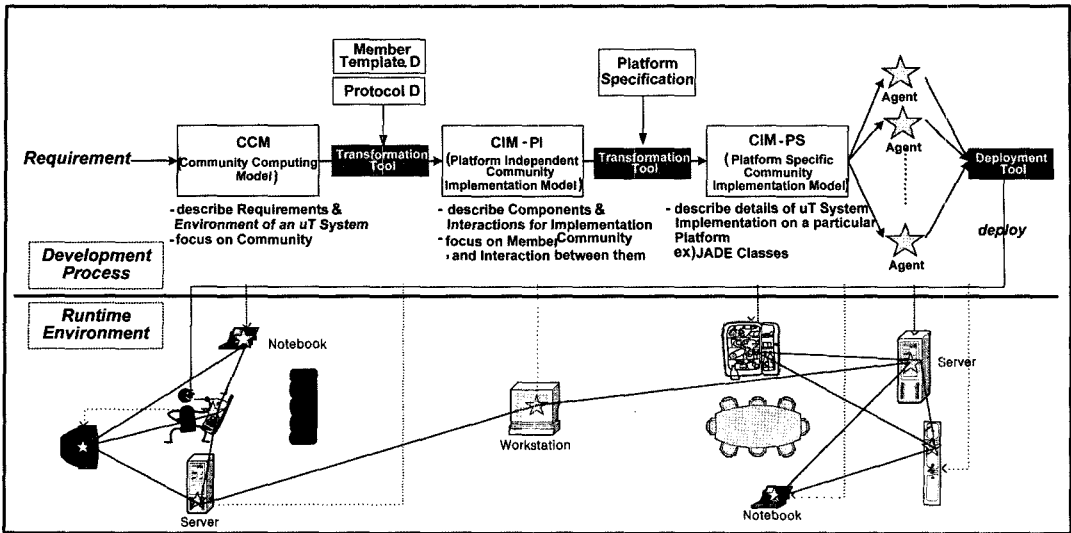 Member
Template, D
Protocol D
Platform
Specification
Agent
Agent
Agent
Requirement
CCM
(Community Computing
Model)
Transformation
Tool
CIM - PI
(Platform Independent
Community
Implementation Model)
Transformation
Tool
CIM-PS
(Platform Specific
Community
Implementation Model)
Deployment
Tool
- describe Requirements &
Environment of an uT System
- focus on Community
- describe Components &
Interactions for Implementation
- focus on Member Community
, and Interaction between them
- describe details of uT System
Implementation on a particular
Platform
ex)JADE Classes
deploy
Development
Process
Runtime
Environment
Notebook
Server
Workstation
Server
Notebook